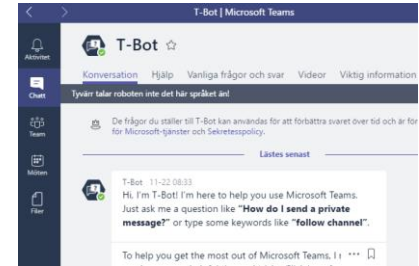 T-Bot | Microsoft Teams
T-Bot
Aktivitet
Konversation Hjälp Vanliga frågor och svar Videor Viktig information
Chatt
Tyvärr talar roboten inte det här språket än!
Team
De frågor du ställer till T-Bot kan användas för att förbättra svaret över tid och är för
för Microsoft-tjänster och Sekretesspolicy.
Möten
Lästes senast
Filer
T-Bot 11-22 08:33
Hi, I'm T-Bot! I'm here to help you use Microsoft Teams.
Just ask me a question like "How do I send a private
message?" or type some keywords like "follow channel".
To help you get the most out of Microsoft Teams, I